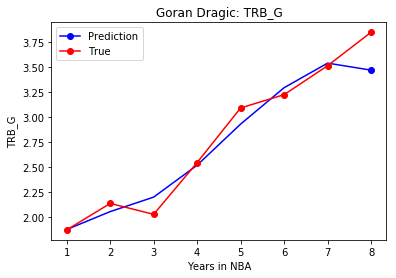 Goran Dragic: TRB_G
Prediction
True
TRB_G
3.75
3.50
3.25
3.00
2.75
2.50
2.25
2.00
1 2 3 4 5 6 7 8
Years in NBA